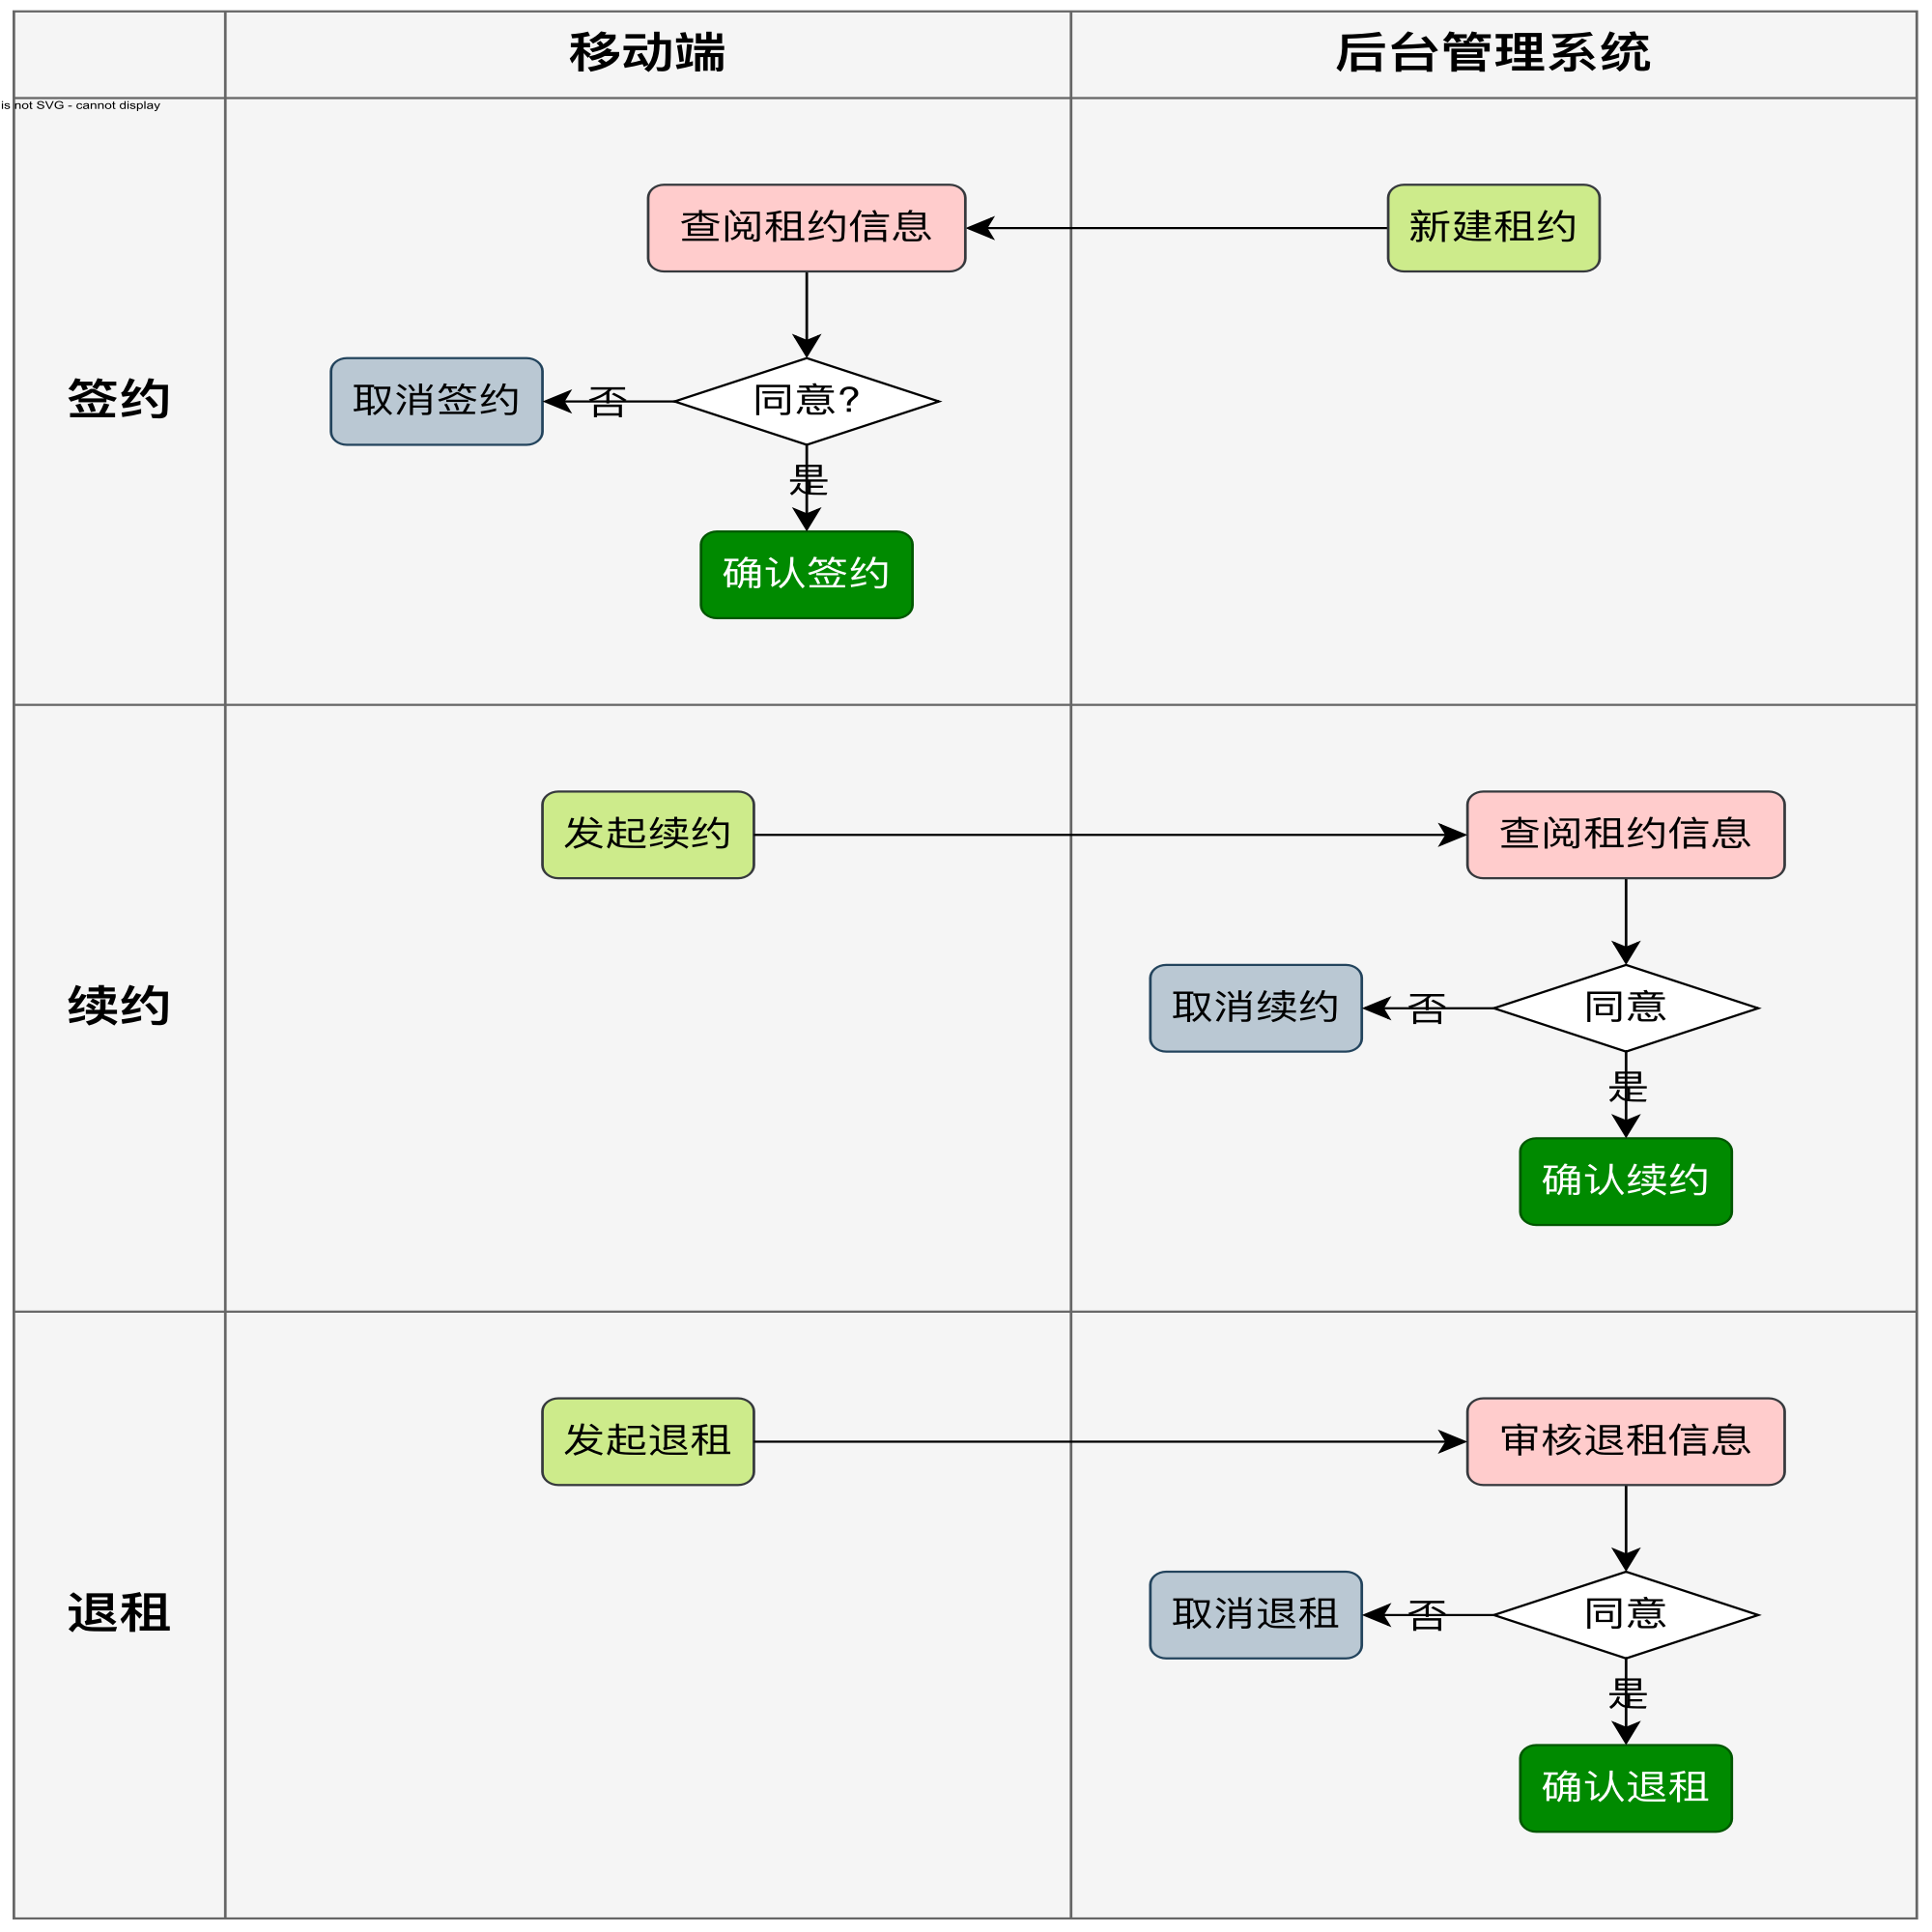 移动端
后台管理系统
is not SVG - cannot display
签约
查阅租约信息
新建租约
取消签约
否
同意?
是
确认签约
续约
发起续约
查阅租约信息
取消续约
否
同意
是
确认续约
退租
发起退租
审核退租信息
取消退租
否
同意
是
确认退租